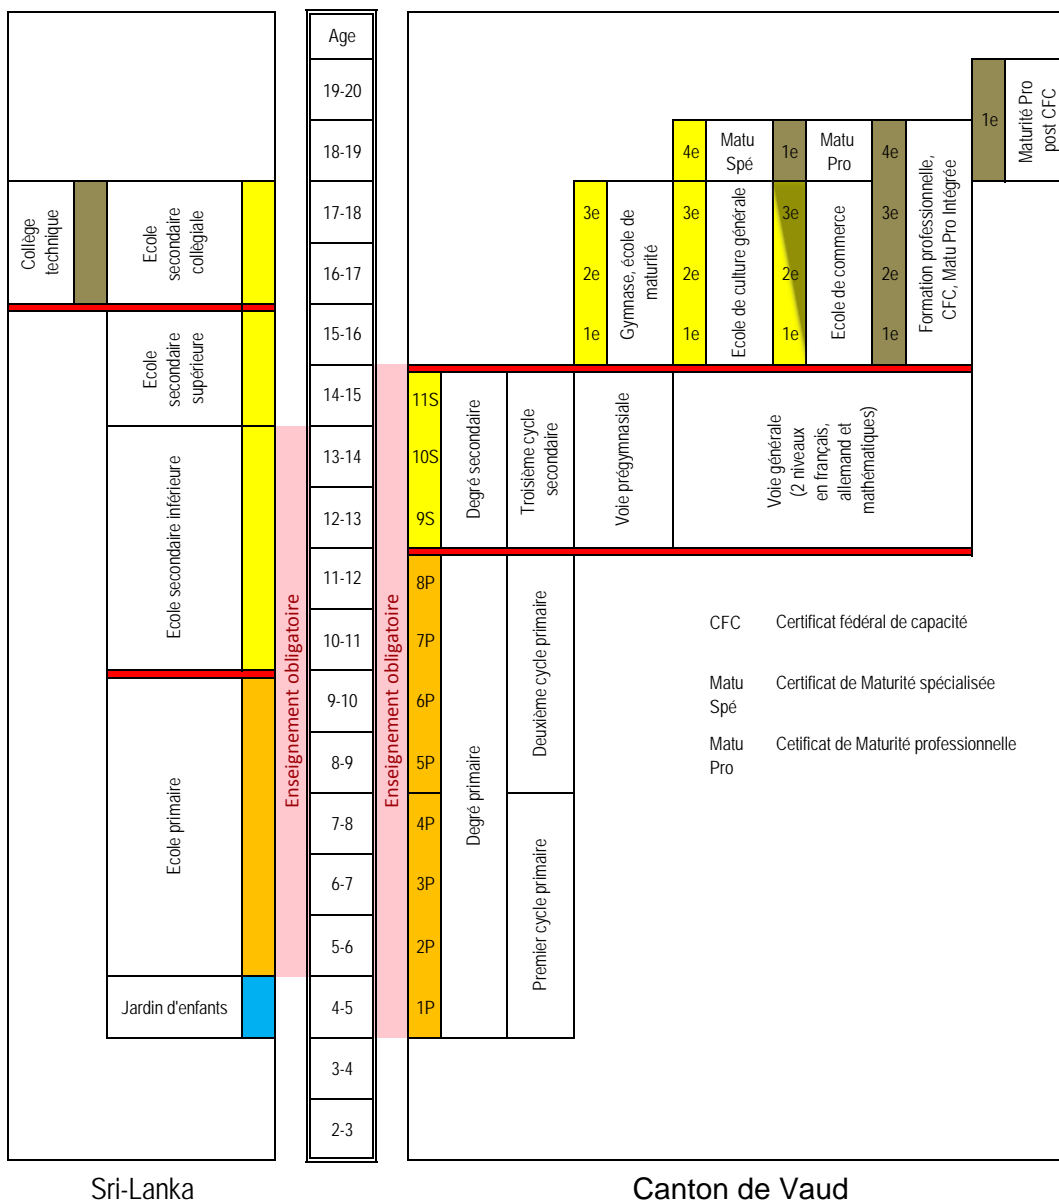 Age
19-20
18-19
17-18
16-17
15-16
14-15
13-14
12-13
11-12
10-11
9-10
8-9
7-8
6-7
5-6
4-5
3-4
2-3
Collège
technique
Ecole
secondaire
collégiale
Ecole
secondaire
supérieure
Ecole secondaire inférieure
Ecole primaire
Jardin d'enfants
Enseignement obligatoire
Enseignement obligatoire
1e
Maturité Pro
post CFC
4e
Matu
Spé
1e
Matu
Pro
4e
3e
2e
1e
Gymnase, école de
maturité
3e
2e
1e
Ecole de culture générale
3e
2e
1e
Ecole de commerce
3e
2e
1e
Formation professionnelle,
CFC, Matu Pro Intégrée
11S
10S
9S
Degré secondaire
Troisième cycle
secondaire
Voie prégymnasiale
Voie générale
(2 niveaux
en français,
allemand et
mathématiques)
8P
7P
6P
5P
4P
3P
2P
1P
Degré primaire
Deuxième cycle primaire
Premier cycle primaire
CFC Certificat fédéral de capacité
Matu Certificat de Maturité spécialisée
Spé
Matu Cetificat de Maturité professionnelle
Pro
Sri-Lanka
Canton de Vaud